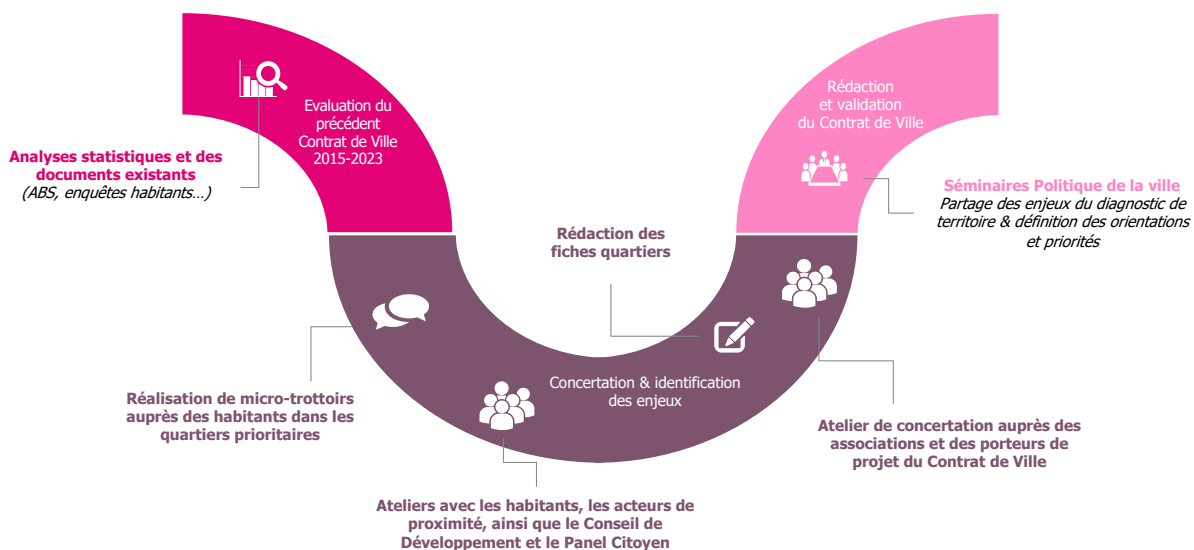 Evaluation du
précédent
Contrat de Ville
2015-2023
Analyses statistiques et des
documents existants
(ABS, enquêtes habitants...)
Réalisation de micro-trottoirs
auprès des habitants dans les
quartiers prioritaires
Concertation & identification
des enjeux
Ateliers avec les habitants, les acteurs de
proximité, ainsi que le Conseil de
Développement et le Panel Citoyen
Rédaction des
fiches quartiers
Atelier de concertation auprès des
associations et des porteurs de
projet du Contrat de Ville
Rédaction
et validation
du Contrat de Ville
Séminaires Politique de la ville
Partage des enjeux du diagnostic de
territoire & définition des orientations
et priorités